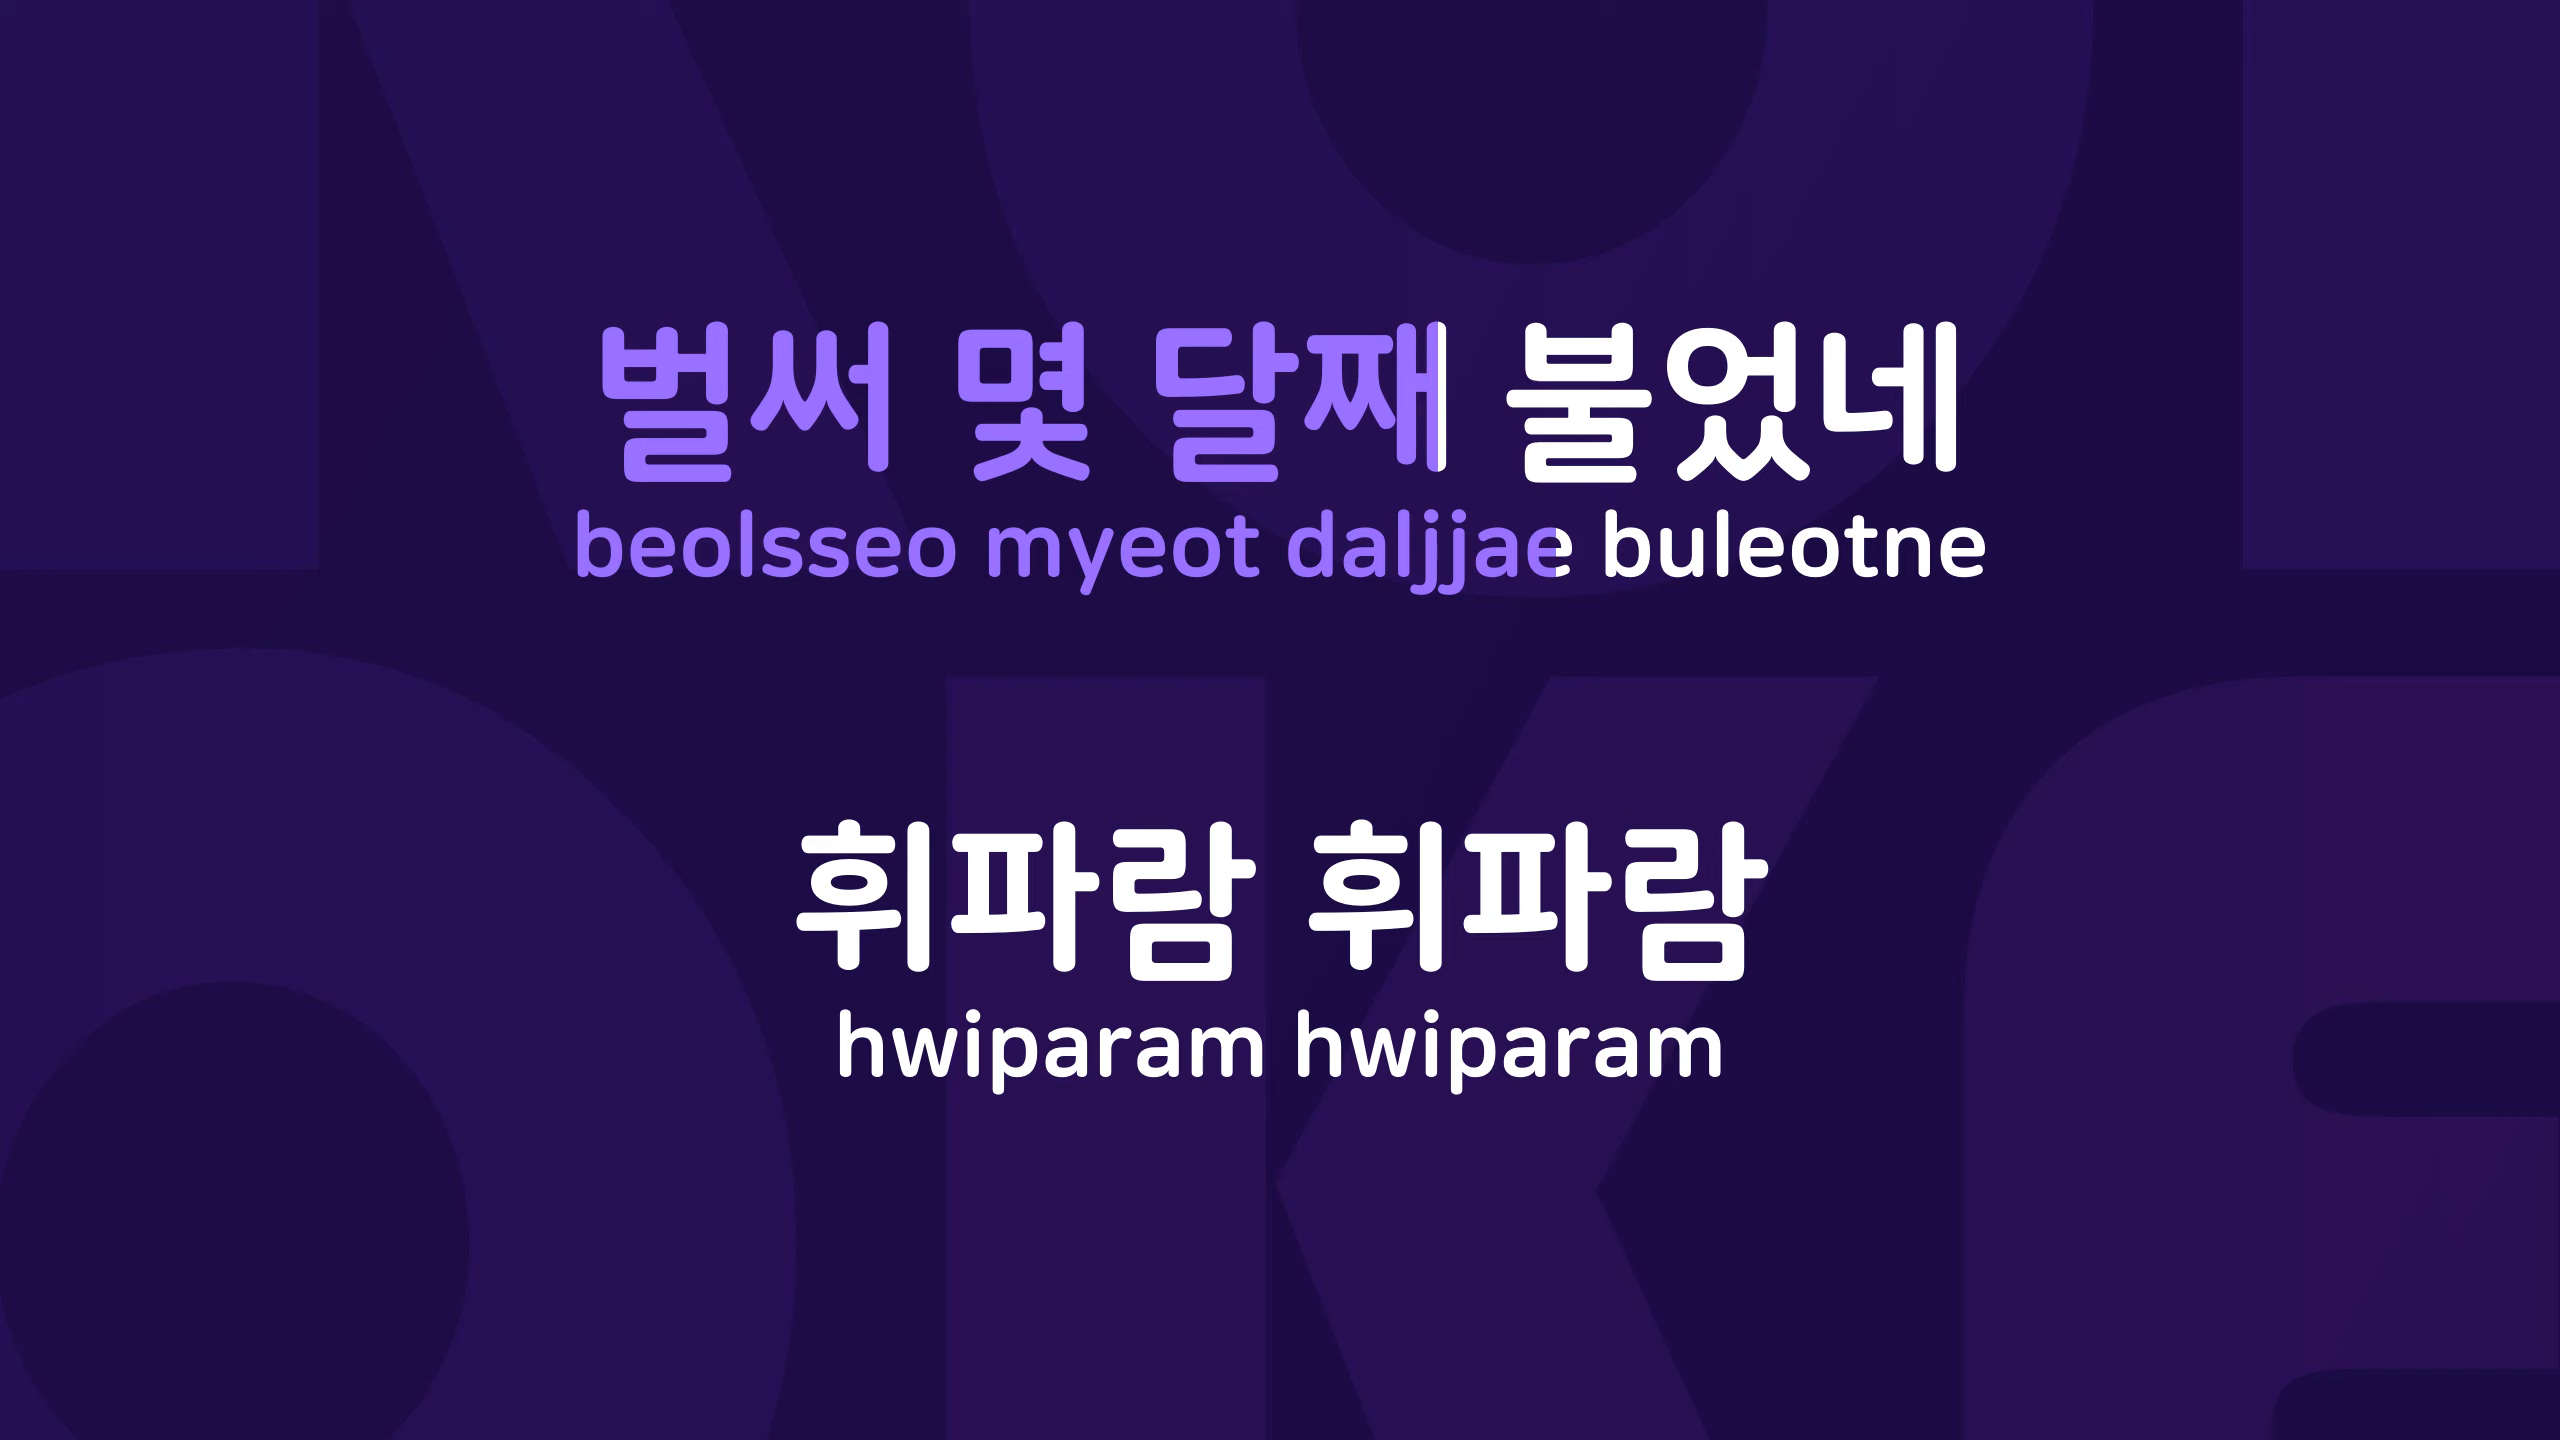 벌써 몇 달째 불었네
beolsseo myeot daljjae buleotne
휘파람 휘파람
hwiparam hwiparam